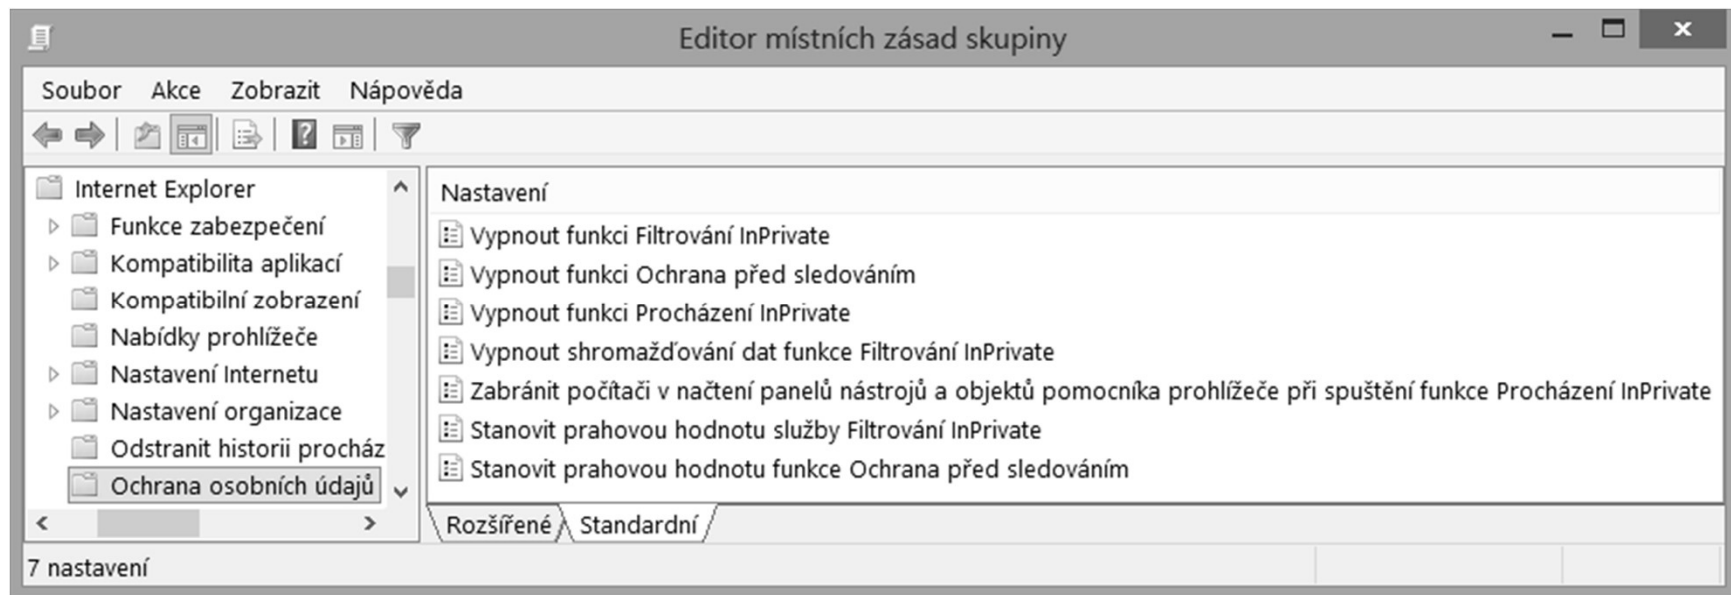 Editor místních zásad skupiny
Soubor Akce Zobrazit Nápověda
Internet Explorer
Funkce zabezpečení
Kompatibilita aplikací
Kompatibilní zobrazení
Nabídky prohlížeče
Nastavení Internetu
Nastavení organizace
Odstranit historii procház
Ochrana osobních údajů
Nastavení
Vypnout funkci Filtrování InPrivate
Vypnout funkci Ochrana před sledováním
Vypnout funkci Procházení InPrivate
Vypnout shromažďování dat funkce Filtrování InPrivate
Zabránit počítači v načtení panelů nástrojů a objektů pomocníka prohlížeče při spuštění funkce Procházení InPrivate
Stanovit prahovou hodnotu služby Filtrování InPrivate
Stanovit prahovou hodnotu funkce Ochrana před sledováním
Rozšířené Standardní
7 nastavení